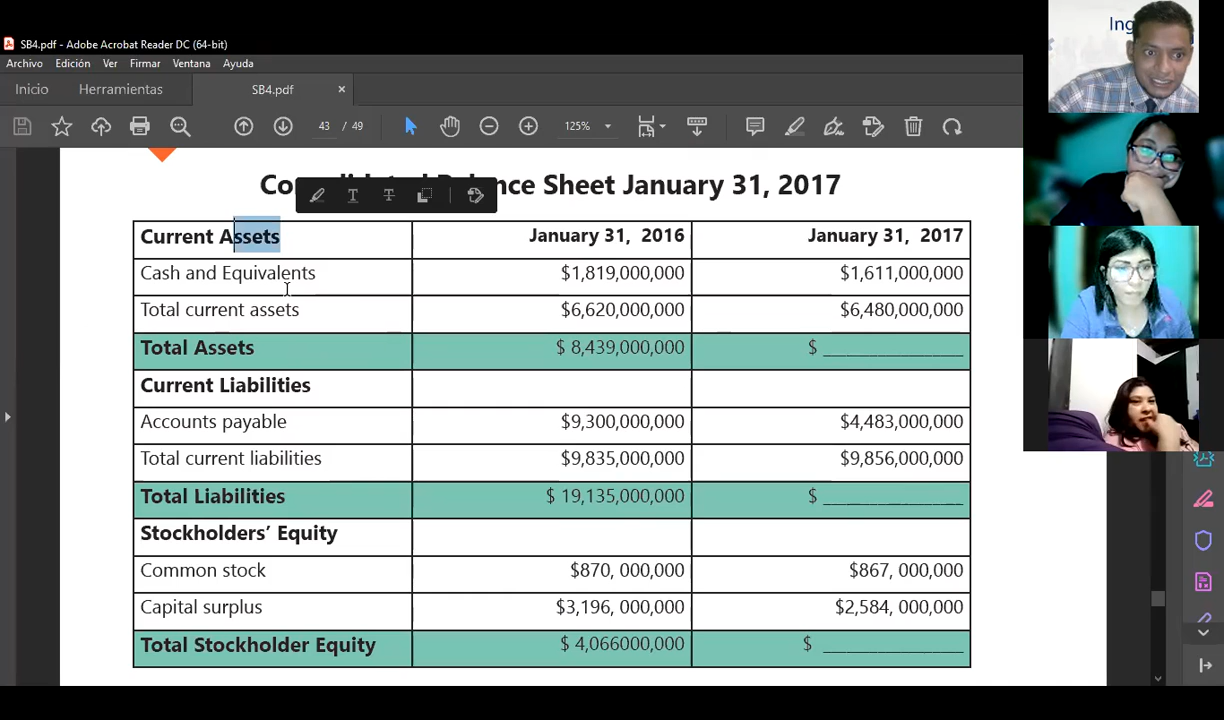 Ing
SB4.pdf - Adobe Acrobat Reader DC (64-bit)
Archivo Edición Ver Firmar Ventana Ayuda
Inicio Herramientas SB4.pdf ×
43 / 49 125%
Balance Sheet January 31, 2017
Current Assets January 31, 2016 January 31, 2017
Cash and Equivalents $1,819,000,000 $1,611,000,000
Total current assets $6,620,000,000 $6,480,000,000
Total Assets $ 8,439,000,000 $ _______________
Current Liabilities
Accounts payable $9,300,000,000 $4,483,000,000
Total current liabilities $9,835,000,000 $9,856,000,000
Total Liabilities $ 19,135,000,000 $ _______________
Stockholders' Equity
Common stock $870, 000,000 $867, 000,000
Capital surplus $3,196, 000,000 $2,584, 000,000
Total Stockholder Equity $ 4,066000,000 $ _______________